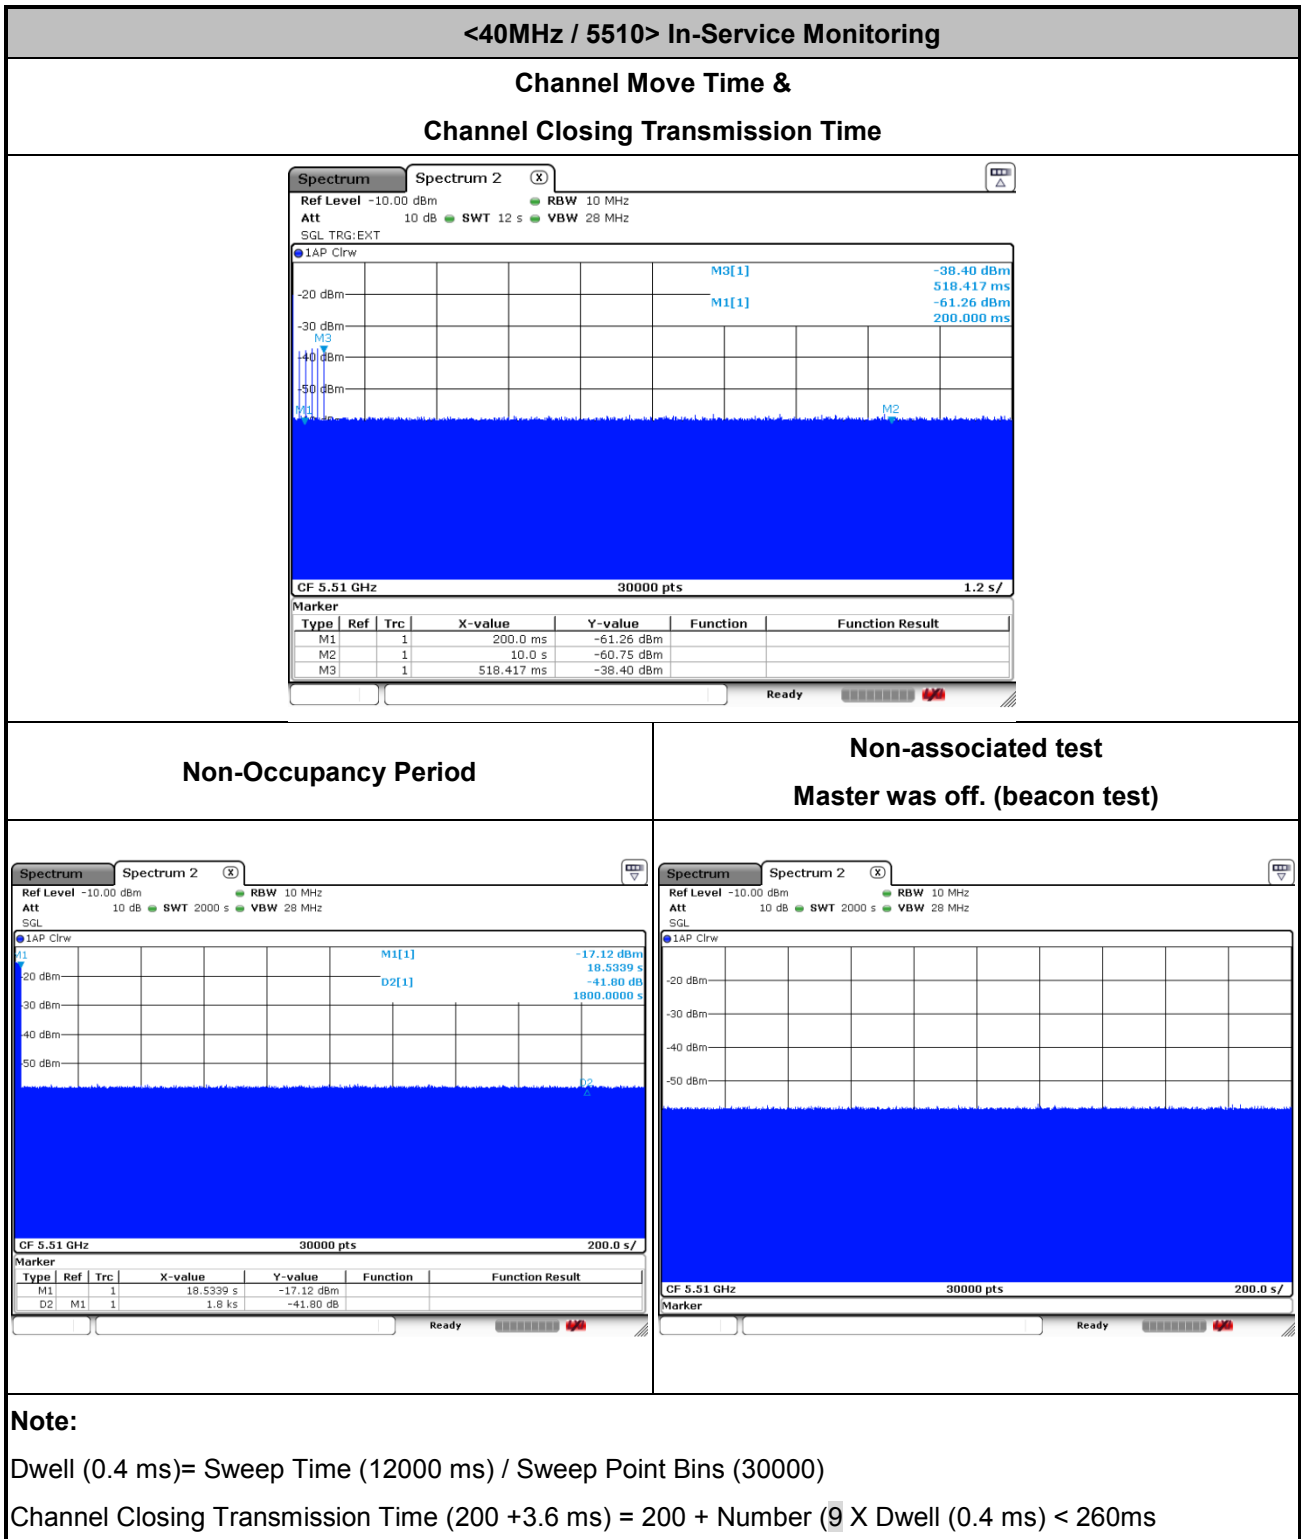 <40MHz / 5510> In-Service Monitoring
Channel Move Time &
Channel Closing Transmission Time
Spectrum Spectrum 2 X
Ref Level -10.00 dBm RBW 10 MHz
Att 10 dB SWT 12 s VBW 28 MHz
SGL TRG:EXT
1AP Clrw
M3[1] -38.40 dBm
518.417 ms
-20 dBm
M1[1] -61.26 dBm
200.000 ms
-30 dBm
M3
-40 dBm
-50 dBm
M1 M2
CF 5.51 GHz 30000 pts 1.2 s/
Marker
Type Ref Trc X-value Y-value Function Function Result
M1 1 200.0 ms -61.26 dBm
M2 1 10.0 s -60.75 dBm
M3 1 518.417 ms -38.40 dBm
Ready
Non-Occupancy Period
Spectrum Spectrum 2 X
Ref Level -10.00 dBm RBW 10 MHz
Att 10 dB SWT 2000 s VBW 28 MHz
SGL
1AP Clrw
M1 M1[1] -17.12 dBm
18.5339 s
-20 dBm D2[1] -41.80 dB
1800.0000 s
-30 dBm
-40 dBm
-50 dBm
D2
CF 5.51 GHz 30000 pts 200.0 s/
Marker
Type Ref Trc X-value Y-value Function Function Result
M1 1 18.5339 s -17.12 dBm
D2 M1 1 1.8 ks -41.80 dB
Ready
Non-associated test
Master was off. (beacon test)
Spectrum Spectrum 2 X
Ref Level -10.00 dBm RBW 10 MHz
Att 10 dB SWT 2000 s VBW 28 MHz
SGL
1AP Clrw
-20 dBm
-30 dBm
-40 dBm
-50 dBm
CF 5.51 GHz 30000 pts 200.0 s/
Marker
Ready
Note:
Dwell (0.4 ms)= Sweep Time (12000 ms) / Sweep Point Bins (30000)
Channel Closing Transmission Time (200 +3.6 ms) = 200 + Number (9 X Dwell (0.4 ms) < 260ms